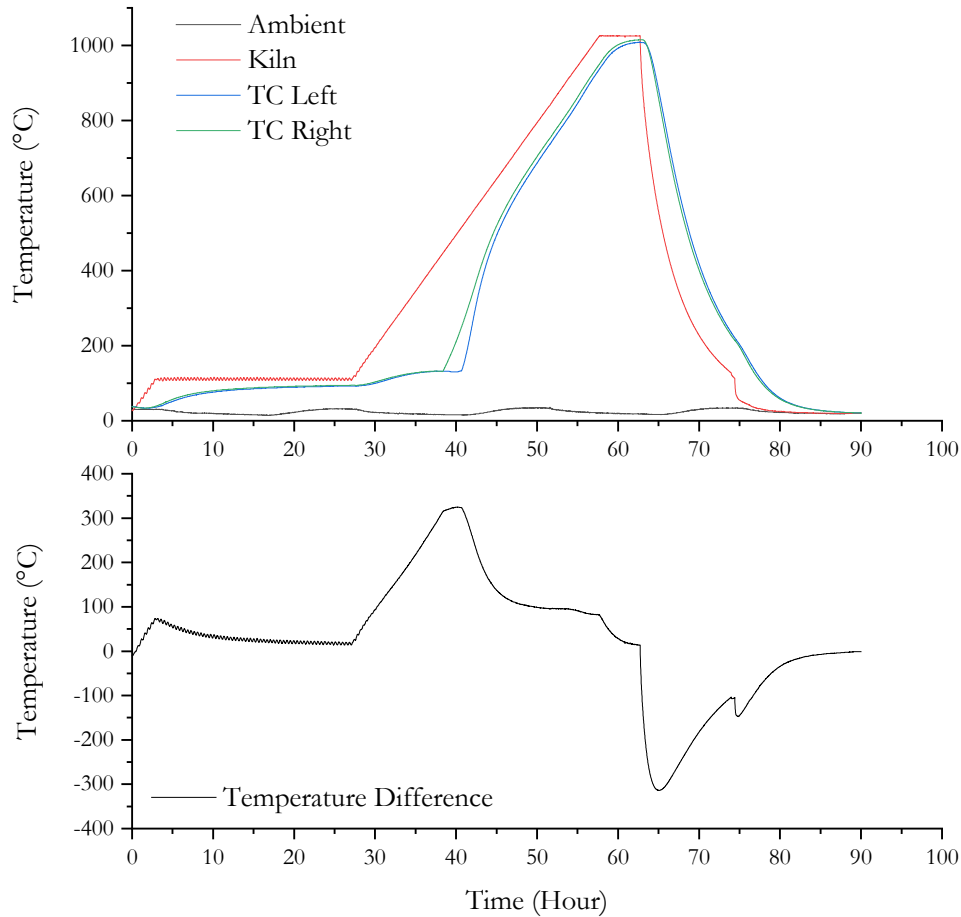 Ambient
Kiln
TC Left
TC Right
Temperature (°C)
1000
800
600
400
200
0
0 10 20 30 40 50 60 70 80 90 100
Temperature (°C)
400
300
200
100
0
-100
-200
-300
-400
Temperature Difference
0 10 20 30 40 50 60 70 80 90 100
Time (Hour)